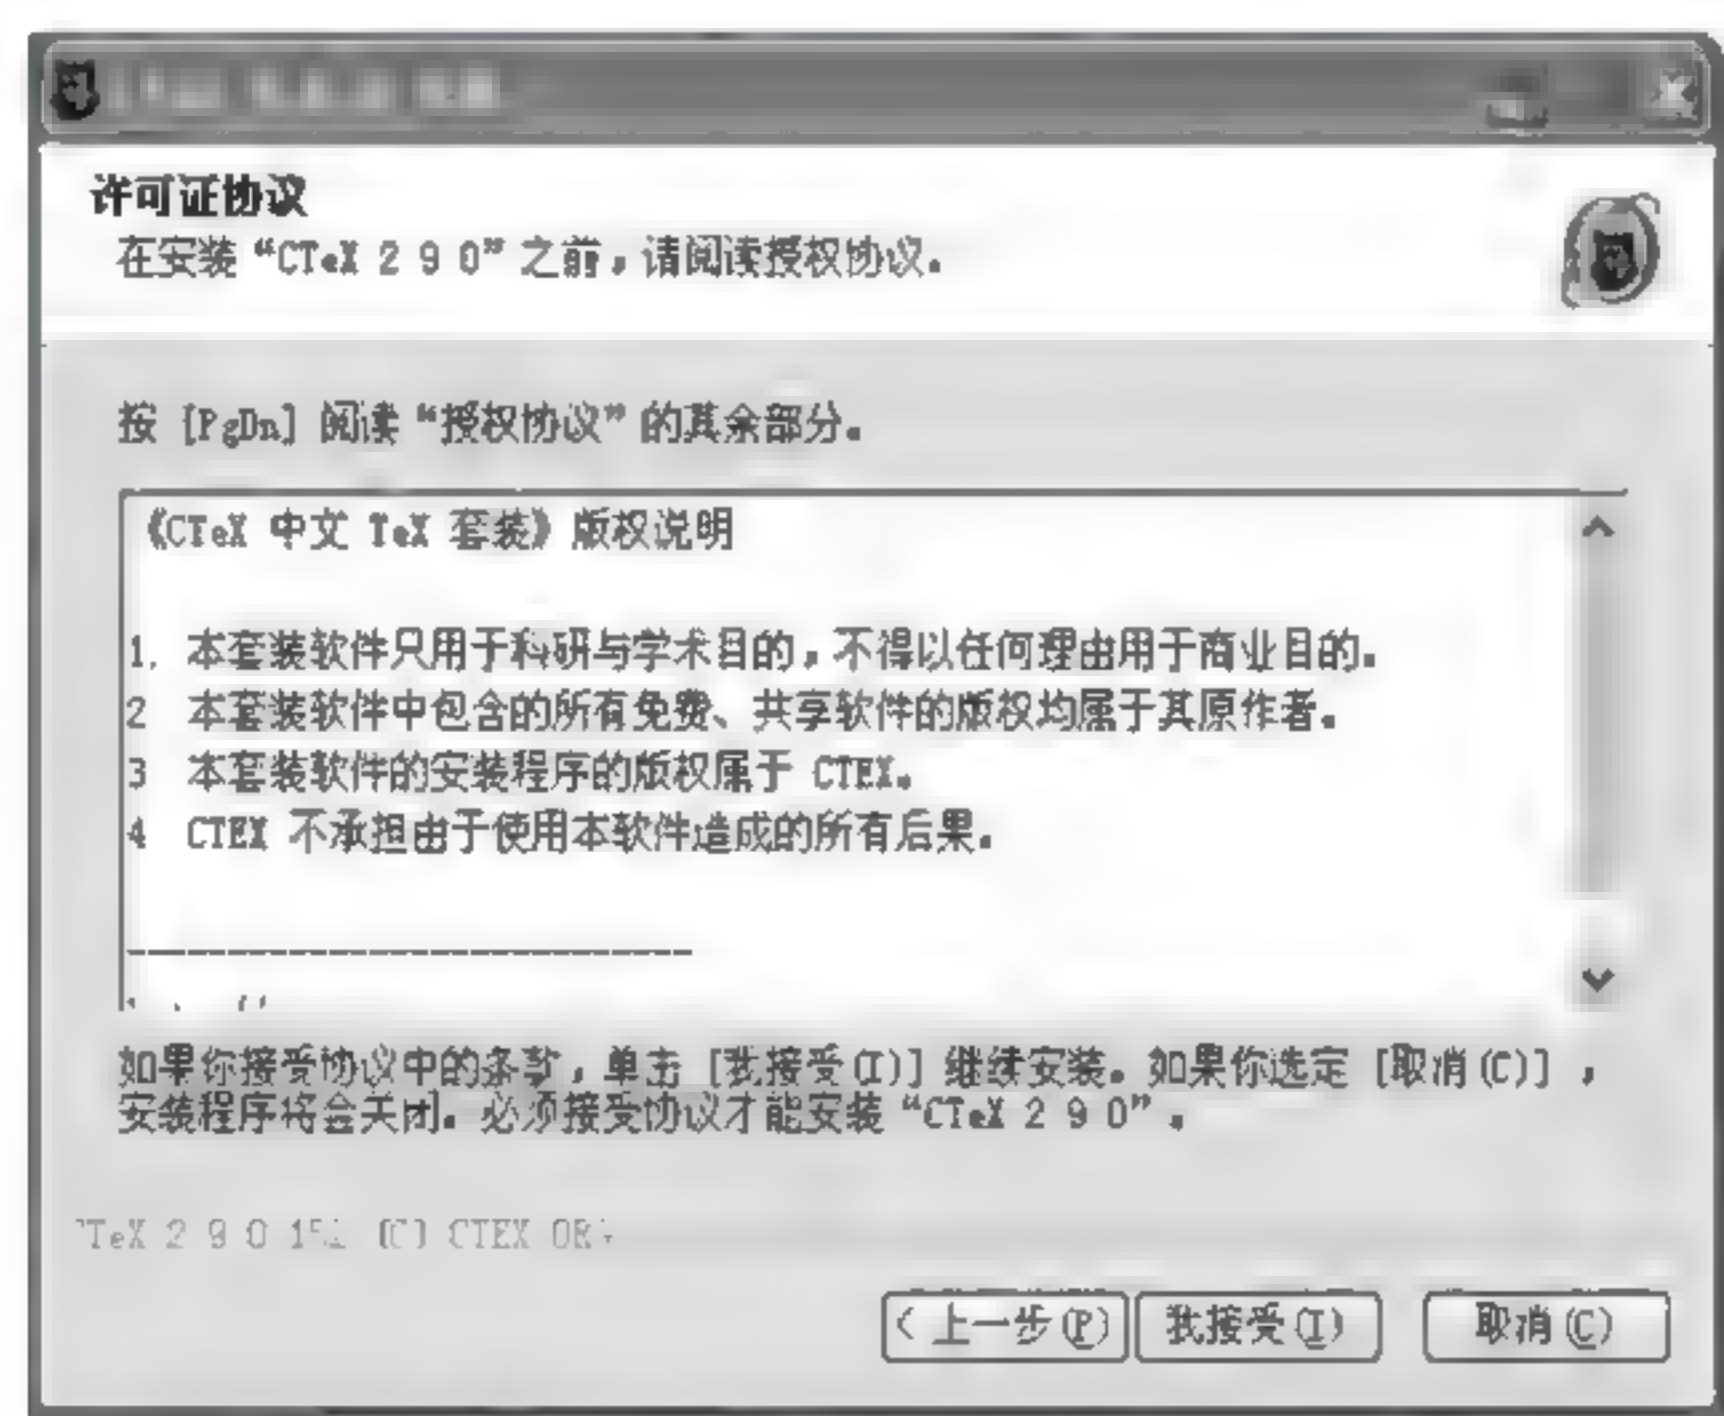 许可证协议
在安装“CTeX 2 9 0”之前，请阅读授权协议。
按 [PgDn] 阅读“授权协议”的其余部分。
《CTeX 中文 TeX 套装》版权说明
1. 本套装软件只用于科研与学术目的，不得以任何理由用于商业目的。
2 本套装软件中包含的所有免费、共享软件的版权均属于其原作者。
3 本套装软件的安装程序的版权属于 CTEX。
4 CTEX 不承担由于使用本软件造成的所有后果。
----------------------------
如果你接受协议中的条款，单击 [我接受(I)] 继续安装。如果你选定 [取消(C)] ，
安装程序将会关闭。必须接受协议才能安装“CTeX 2 9 0”。
TeX 2 9 0 (C) CTEX
< 上一步(P) 我接受(I) 取消(C)